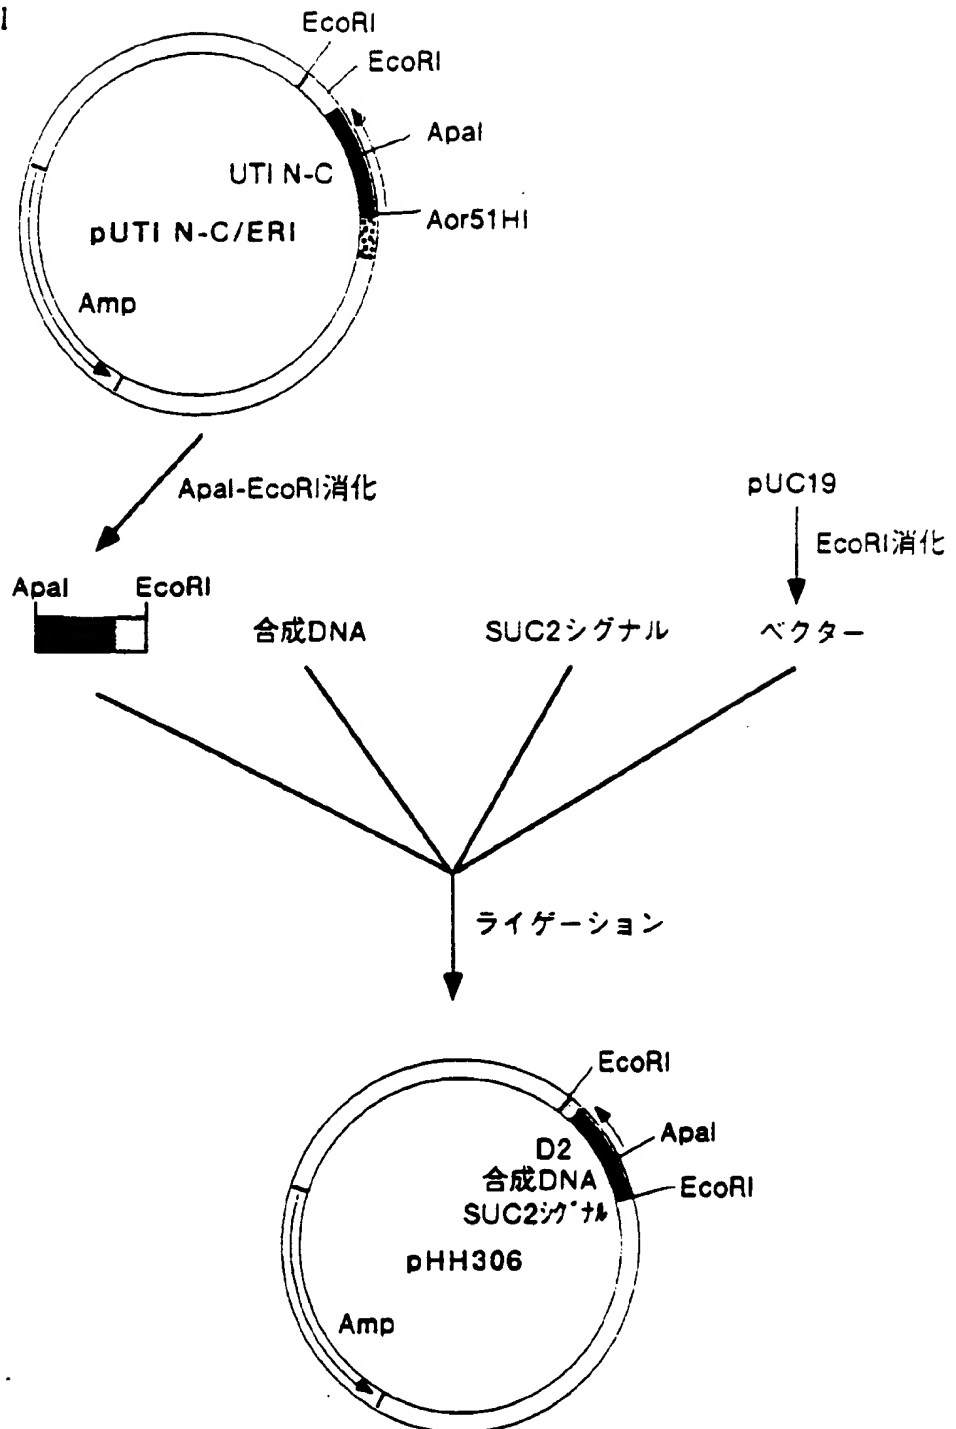 I
EcoRI
EcoRI
ApaI
UTI N-C
Aor51HI
pUTI N-C/ERI
Amp
ApaI-EcoRI消化
pUC19
EcoRI消化
ApaI
EcoRI
合成DNA
SUC2シグナル
ベクター
ライゲーション
EcoRI
ApaI
D2
合成DNA
EcoRI
SUC2ｼｸﾞﾅﾙ
pHH306
Amp